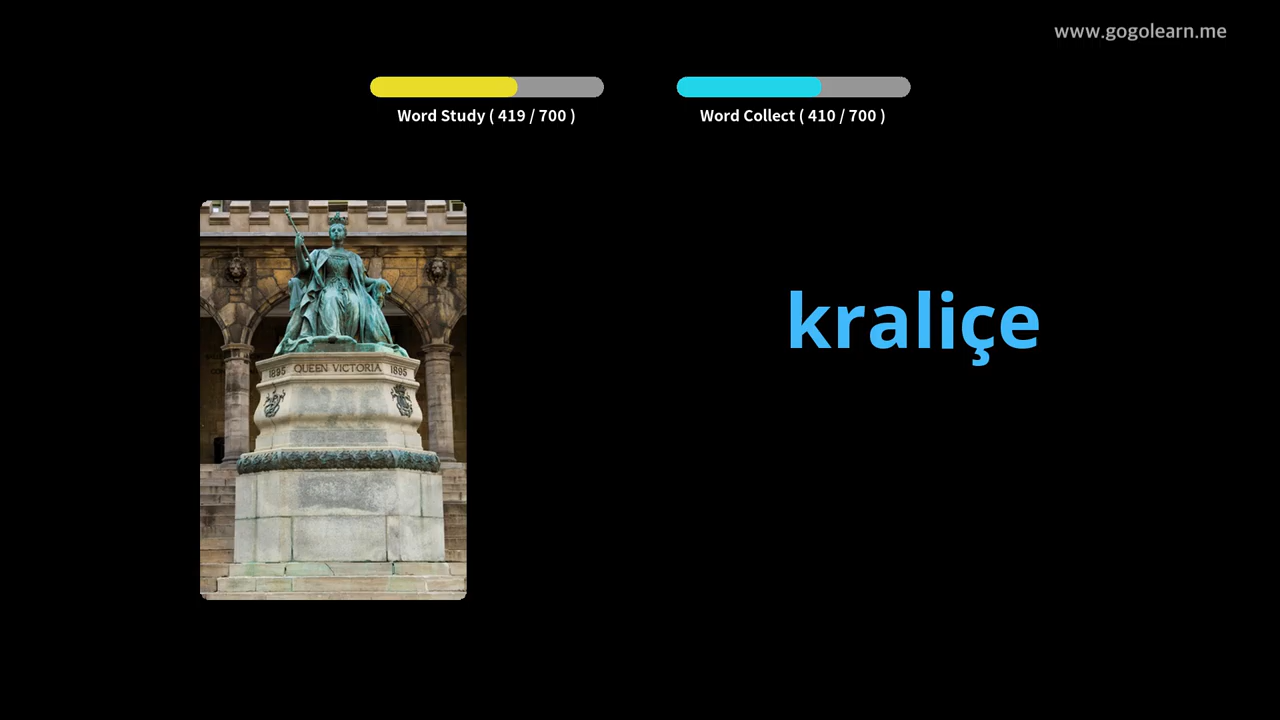 www.gogolearn.me
Word Study ( 419 / 700 )
Word Collect ( 410 / 700 )
kraliçe
1895 QUEEN VICTORIA 1895